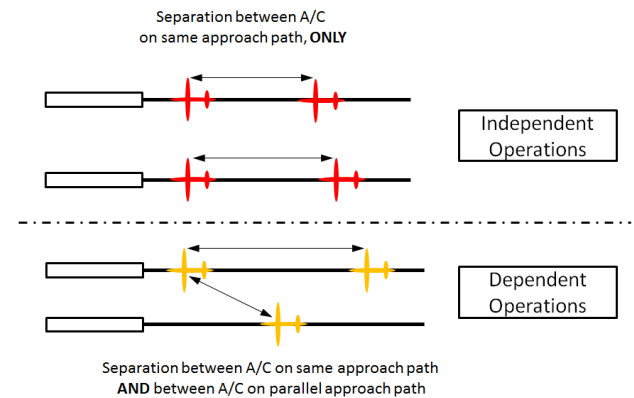 Separation between A/C
on same approach path, ONLY
Independent
Operations
Dependent
Operations
Separation between A/C on same approach path
AND between A/C on parallel approach path